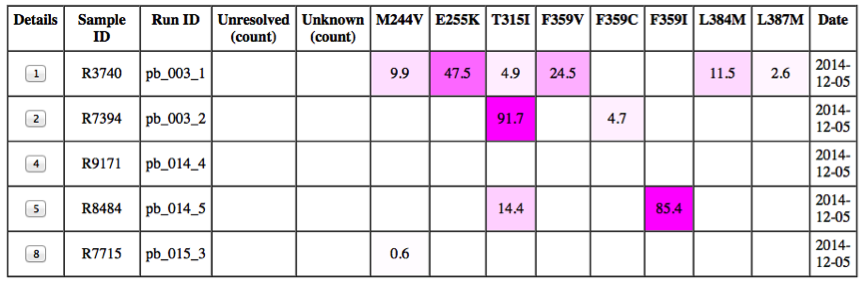 Details Sample ID Run ID Unresolved (count) Unknown (count) M244V E255K T315I F359V F359C F359I L384M L387M Date
1 R3740 pb_003_1 9.9 47.5 4.9 24.5 11.5 2.6 2014-12-05
2 R7394 pb_003_2 91.7 4.7 2014-12-05
4 R9171 pb_014_4 2014-12-05
5 R8484 pb_014_5 14.4 85.4 2014-12-05
8 R7715 pb_015_3 0.6 2014-12-05